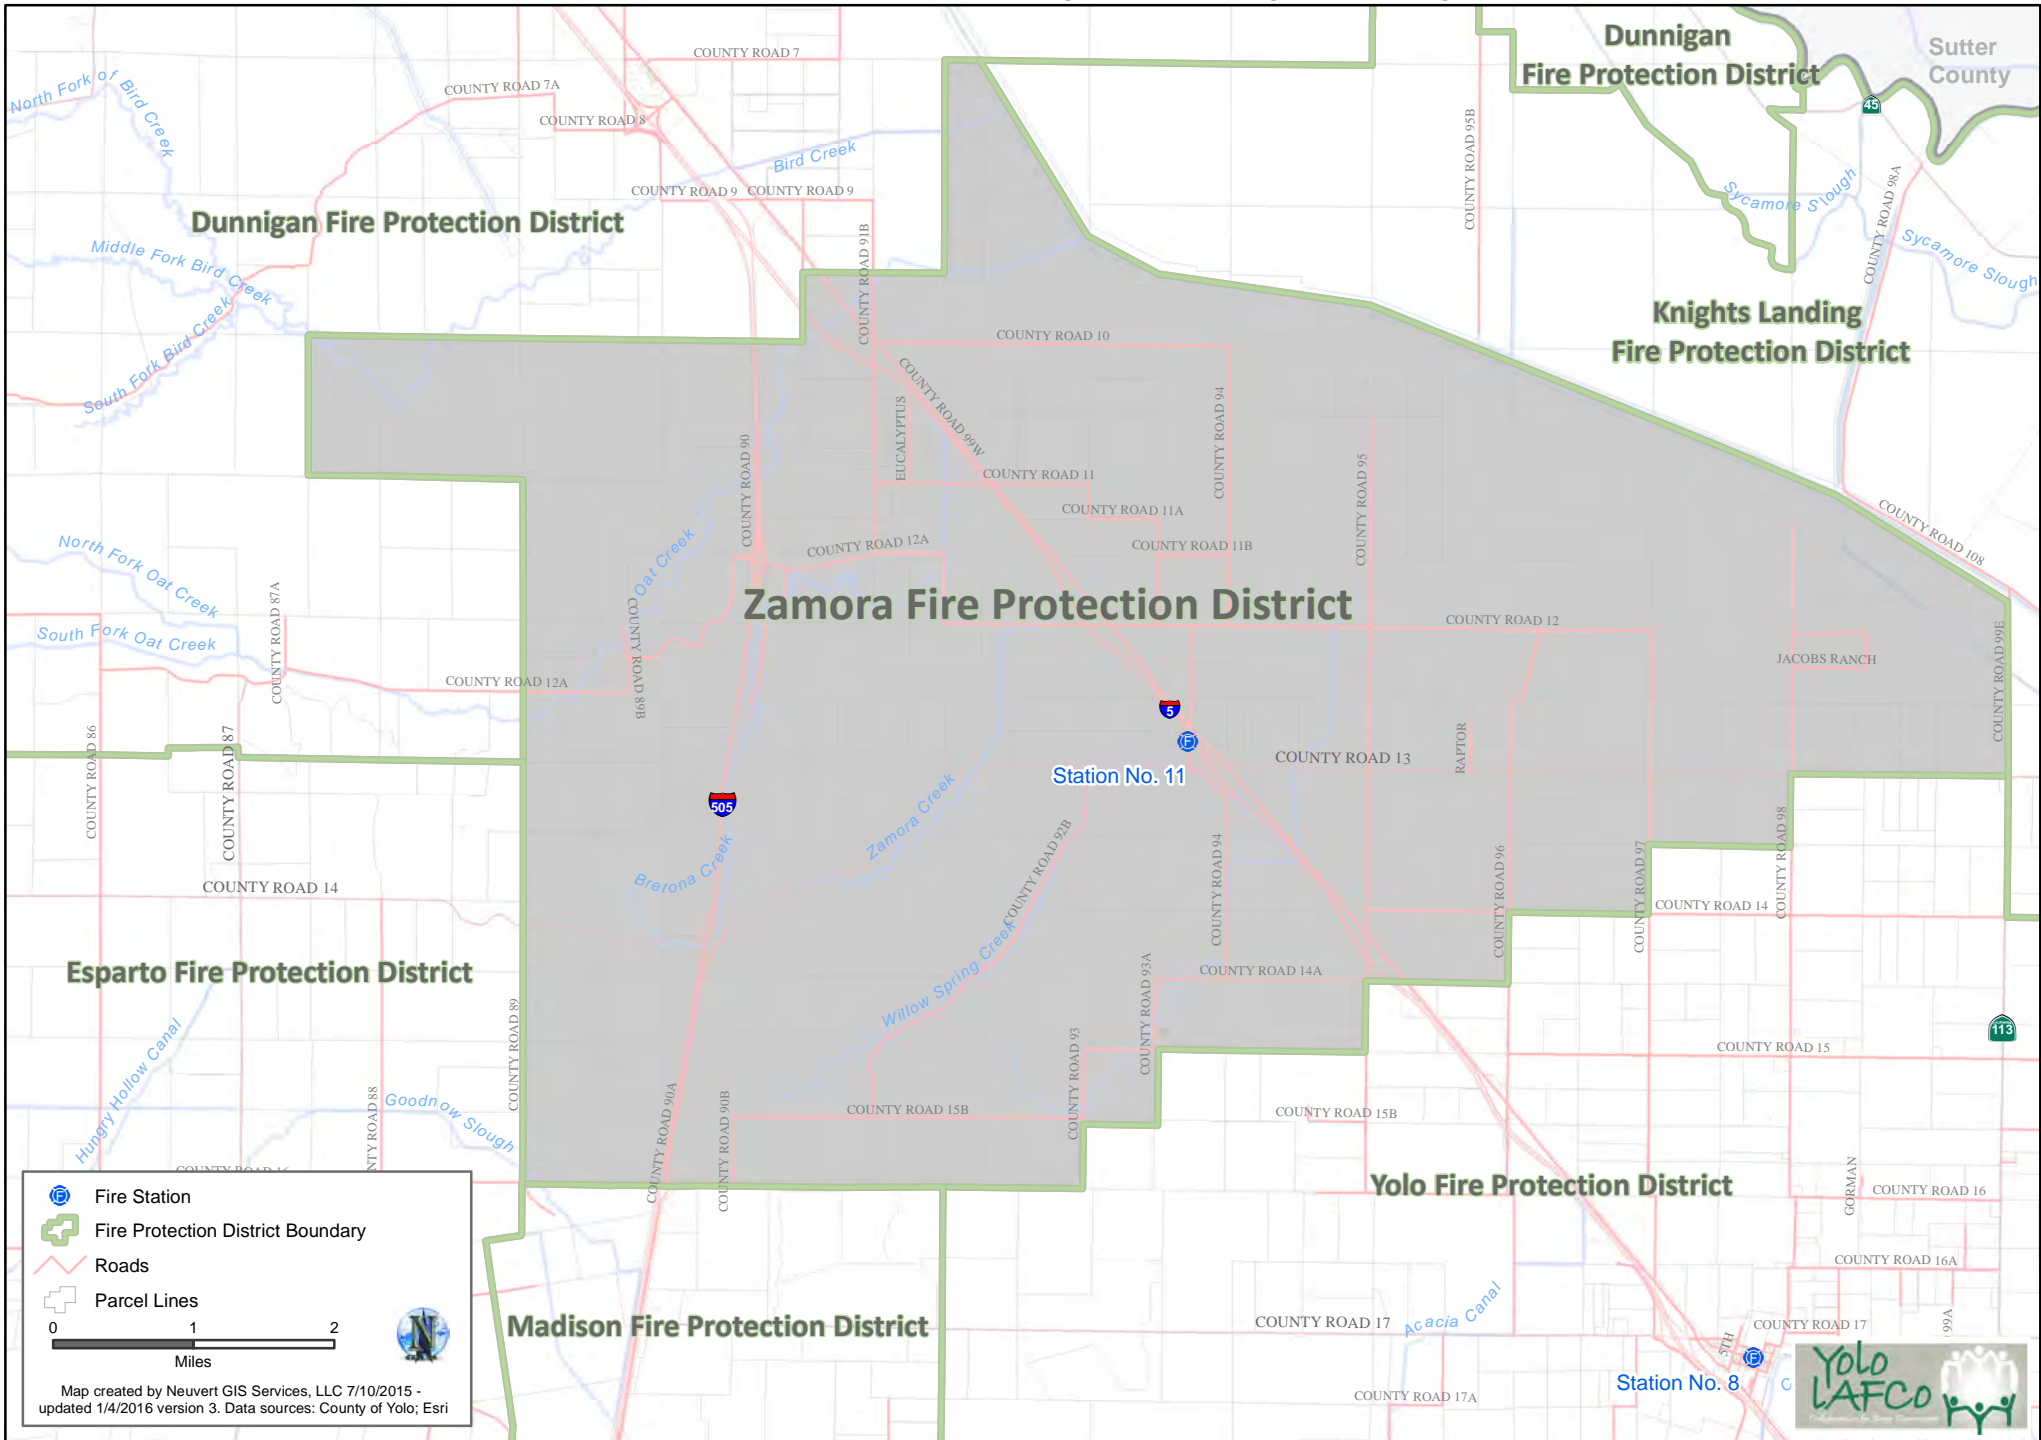 COUNTY ROAD 7
Dunnigan
Fire Protection District
Sutter
County
North Fork of Bird Creek
COUNTY ROAD 7A
COUNTY ROAD 8
45
COUNTY ROAD 95B
Bird Creek
COUNTY ROAD 9
COUNTY ROAD 9
Sycamore Slough
COUNTY ROAD 98A
Dunnigan Fire Protection District
Middle Fork Bird Creek
COUNTY ROAD 91B
Sycamore Slough
South Fork Bird Creek
COUNTY ROAD 10
Knights Landing
Fire Protection District
COUNTY ROAD 99W
EUCALYPTUS
COUNTY ROAD 94
COUNTY ROAD 90
COUNTY ROAD 11
COUNTY ROAD 95
COUNTY ROAD 11A
COUNTY ROAD 108
North Fork Oat Creek
Oat Creek
COUNTY ROAD 12A
COUNTY ROAD 11B
COUNTY ROAD 87A
Zamora Fire Protection District
South Fork Oat Creek
COUNTY ROAD 89B
COUNTY ROAD 12
COUNTY ROAD 99E
JACOBS RANCH
COUNTY ROAD 12A
5
COUNTY ROAD 86
COUNTY ROAD 87
F
RAPTOR
COUNTY ROAD 13
Station No. 11
505
Zamora Creek
COUNTY ROAD 92B
COUNTY ROAD 98
Bretona Creek
COUNTY ROAD 94
COUNTY ROAD 96
COUNTY ROAD 97
COUNTY ROAD 14
COUNTY ROAD 14
Esparto Fire Protection District
Willow Spring Creek
COUNTY ROAD 93A
COUNTY ROAD 14A
COUNTY ROAD 89
Hungry Hollow Canal
COUNTY ROAD 93
113
COUNTY ROAD 15
Goodnow Slough
NTY ROAD 88
COUNTY ROAD 90A
COUNTY ROAD 90B
COUNTY ROAD 15B
COUNTY ROAD 15B
COUNTY ROAD 16
Yolo Fire Protection District
GORMAN
COUNTY ROAD 16
F Fire Station
Fire Protection District Boundary
Roads
Parcel Lines
0 1 2
Miles
N
Map created by Neuvert GIS Services, LLC 7/10/2015 -
updated 1/4/2016 version 3. Data sources: County of Yolo; Esri
COUNTY ROAD 16A
Madison Fire Protection District
COUNTY ROAD 17
Acacia Canal
5TH
COUNTY ROAD 17
99A
F
Station No. 8
C
COUNTY ROAD 17A
YOLO
LAFCO